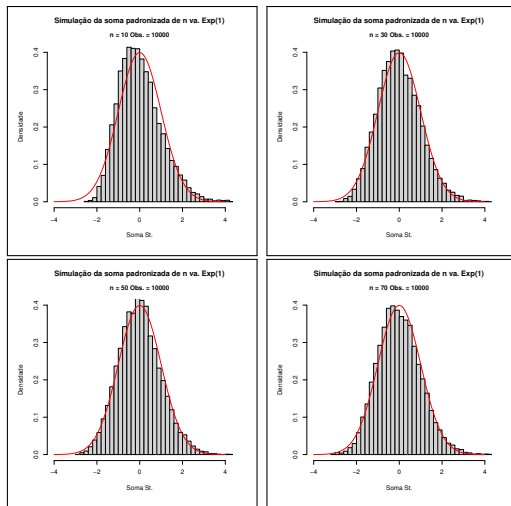 Simulação da soma padronizada de n va. Exp(1)
n = 10 Obs. = 10000
Densidade
0.0 0.1 0.2 0.3 0.4
−4 −2 0 2 4
Soma St.
Simulação da soma padronizada de n va. Exp(1)
n = 30 Obs. = 10000
Densidade
0.0 0.1 0.2 0.3 0.4
−4 −2 0 2 4
Soma St.
Simulação da soma padronizada de n va. Exp(1)
n = 50 Obs. = 10000
Densidade
0.0 0.1 0.2 0.3 0.4
−4 −2 0 2 4
Soma St.
Simulação da soma padronizada de n va. Exp(1)
n = 70 Obs. = 10000
Densidade
0.0 0.1 0.2 0.3 0.4
−4 −2 0 2 4
Soma St.